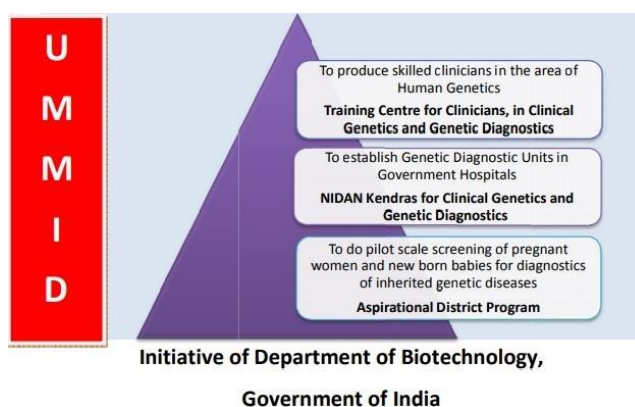 U
M
M
I
D
To produce skilled clinicians in the area of
Human Genetics
Training Centre for Clinicians, in Clinical
Genetics and Genetic Diagnostics
To establish Genetic Diagnostic Units in
Government Hospitals
NIDAN Kendras for Clinical Genetics and
Genetic Diagnostics
To do pilot scale screening of pregnant
women and new born babies for diagnostics
of inherited genetic diseases
Aspirational District Program
Initiative of Department of Biotechnology,
Government of India